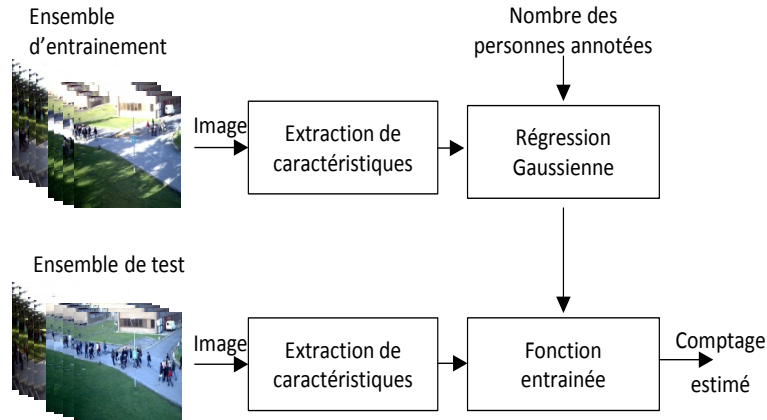 Ensemble
d’entrainement
Nombre des
personnes annotées
Image
Extraction de
caractéristiques
Régression
Gaussienne
Ensemble de test
Image
Extraction de
caractéristiques
Fonction
entrainée
Comptage
estimé